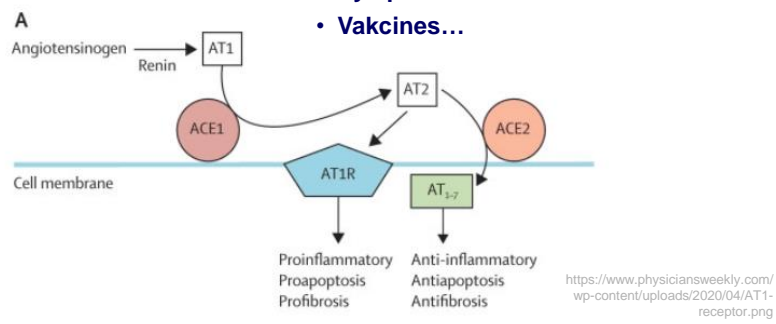 • Vakcines…
A
Angiotensinogen
Renin
AT1
AT2
ACE1
ACE2
AT1R
AT₁₋₇
Cell membrane
Proinflammatory
Proapoptosis
Profibrosis
Anti-inflammatory
Antiapoptosis
Antifibrosis
https://www.physiciansweekly.com/
wp-content/uploads/2020/04/AT1-
receptor.png